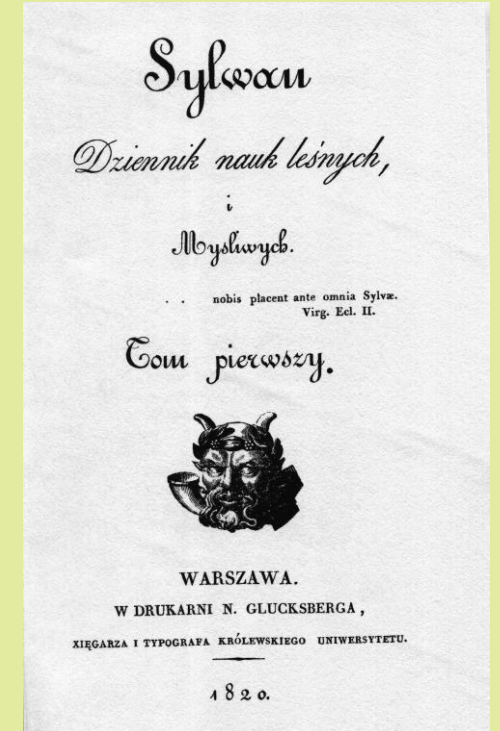 Sylwan
Dziennik nauk leśnych,
i
Myśliwych.
. . nobis placent ante omnia Sylvæ.
Virg. Ecl. II.
Tom pierwszy.
WARSZAWA.
W DRUKARNI N. GLUCKSBERGA,
XIĘGARZA I TYPOGRAFA KRÓLEWSKIEGO UNIWERSYTETU.
1820.